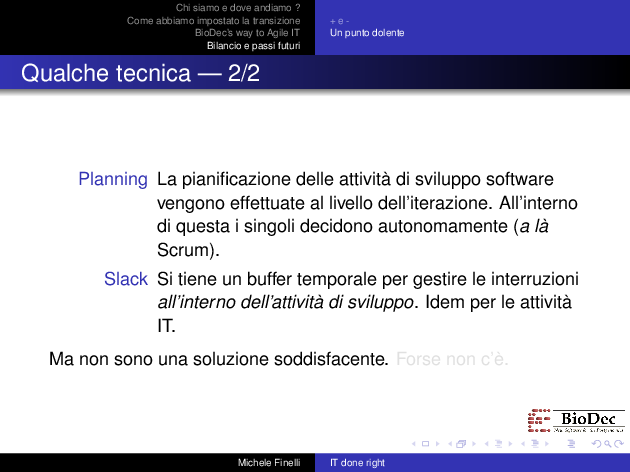 Chi siamo e dove andiamo ?
Come abbiamo impostato la transizione
BioDec's way to Agile IT
Bilancio e passi futuri
+ e -
Un punto dolente
Qualche tecnica — 2/2
Planning La pianificazione delle attività di sviluppo software
vengono effettuate al livello dell'iterazione. All'interno
di questa i singoli decidono autonomamente (a là
Scrum).
Slack Si tiene un buffer temporale per gestire le interruzioni
all'interno dell'attività di sviluppo. Idem per le attività
IT.
Ma non sono una soluzione soddisfacente. Forse non c'è.
BioDec
Michele Finelli
IT done right